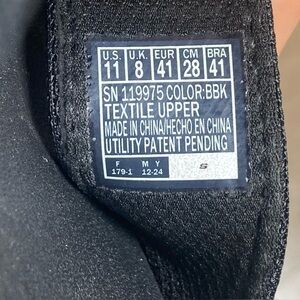 U.S. U.K. EUR CM BRA
11 8 41 28 41
SN 119975 COLOR:BBK
TEXTILE UPPER
MADE IN CHINA/HECHO EN CHINA
UTILITY PATENT PENDING
F M Y
179-1 12-24
S